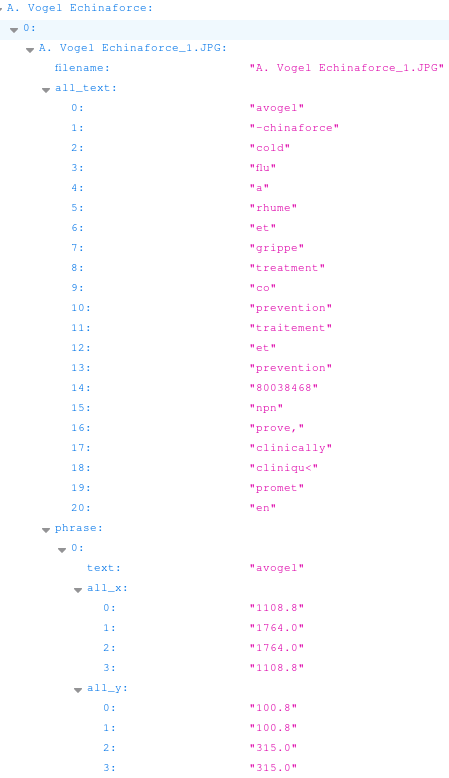 A. Vogel Echinaforce:
0:
A. Vogel Echinaforce_1.JPG:
filename: "A. Vogel Echinaforce_1.JPG"
all_text:
0: "avogel"
1: "-chinaforce"
2: "cold"
3: "flu"
4: "a"
5: "rhume"
6: "et"
7: "grippe"
8: "treatment"
9: "co"
10: "prevention"
11: "traitement"
12: "et"
13: "prevention"
14: "80038468"
15: "npn"
16: "prove,"
17: "clinically"
18: "cliniqu<"
19: "promet"
20: "en"
phrase:
0:
text: "avogel"
all_x:
0: "1108.8"
1: "1764.0"
2: "1764.0"
3: "1108.8"
all_y:
0: "100.8"
1: "100.8"
2: "315.0"
3: "315.0"